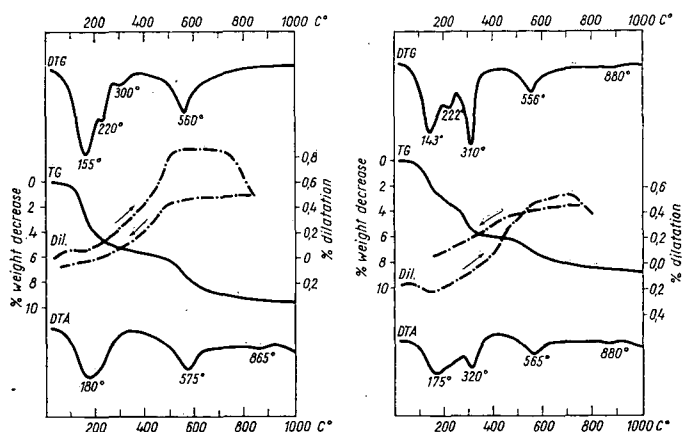 0 200 400 600 800 1000 C°
DTG
300°
220°
560°
155°
TG
0
2
4
6
8
10
% weight decrease
Dil.
0,8
0,6
0,4
0,2
0
0,2
% dilatation
DTA
865°
575°
180°
200 400 600 800 1000 C°
0 200 400 600 800 1000 C°
DTG
880°
222°
556°
143°
310°
TG
0
2
4
6
8
10
% weight decrease
Dil.
0,6
0,4
0,2
0,0
0,2
0,4
% dilatation
DTA
880°
565°
320°
175°
200 400 600 800 C° 1000